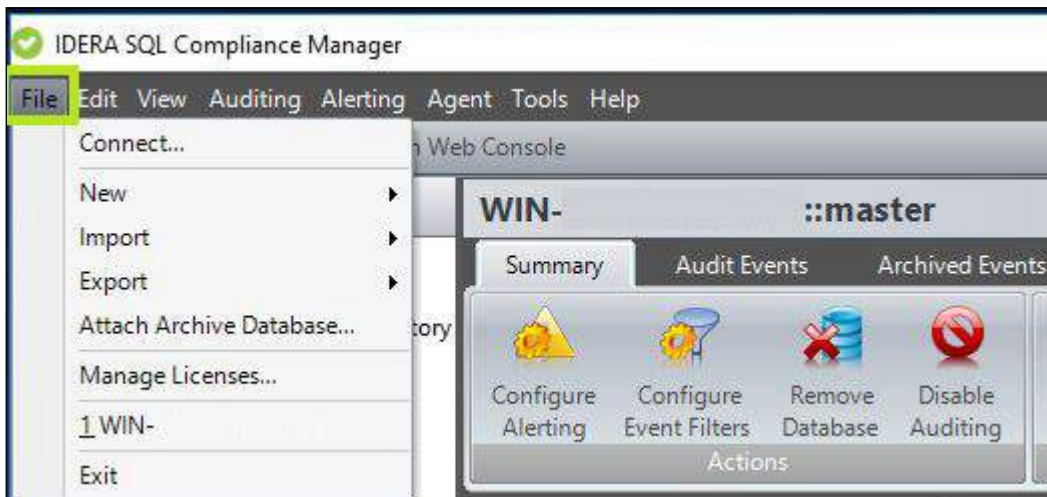 IDERA SQL Compliance Manager
File Edit View Auditing Alerting Agent Tools Help
Connect...
Web Console
New
WIN- ::master
Import
Summary Audit Events Archived Events
Export
Attach Archive Database...
Manage Licenses...
Configure Alerting
Configure Event Filters
Remove Database
Disable Auditing
1 WIN-
Actions
Exit